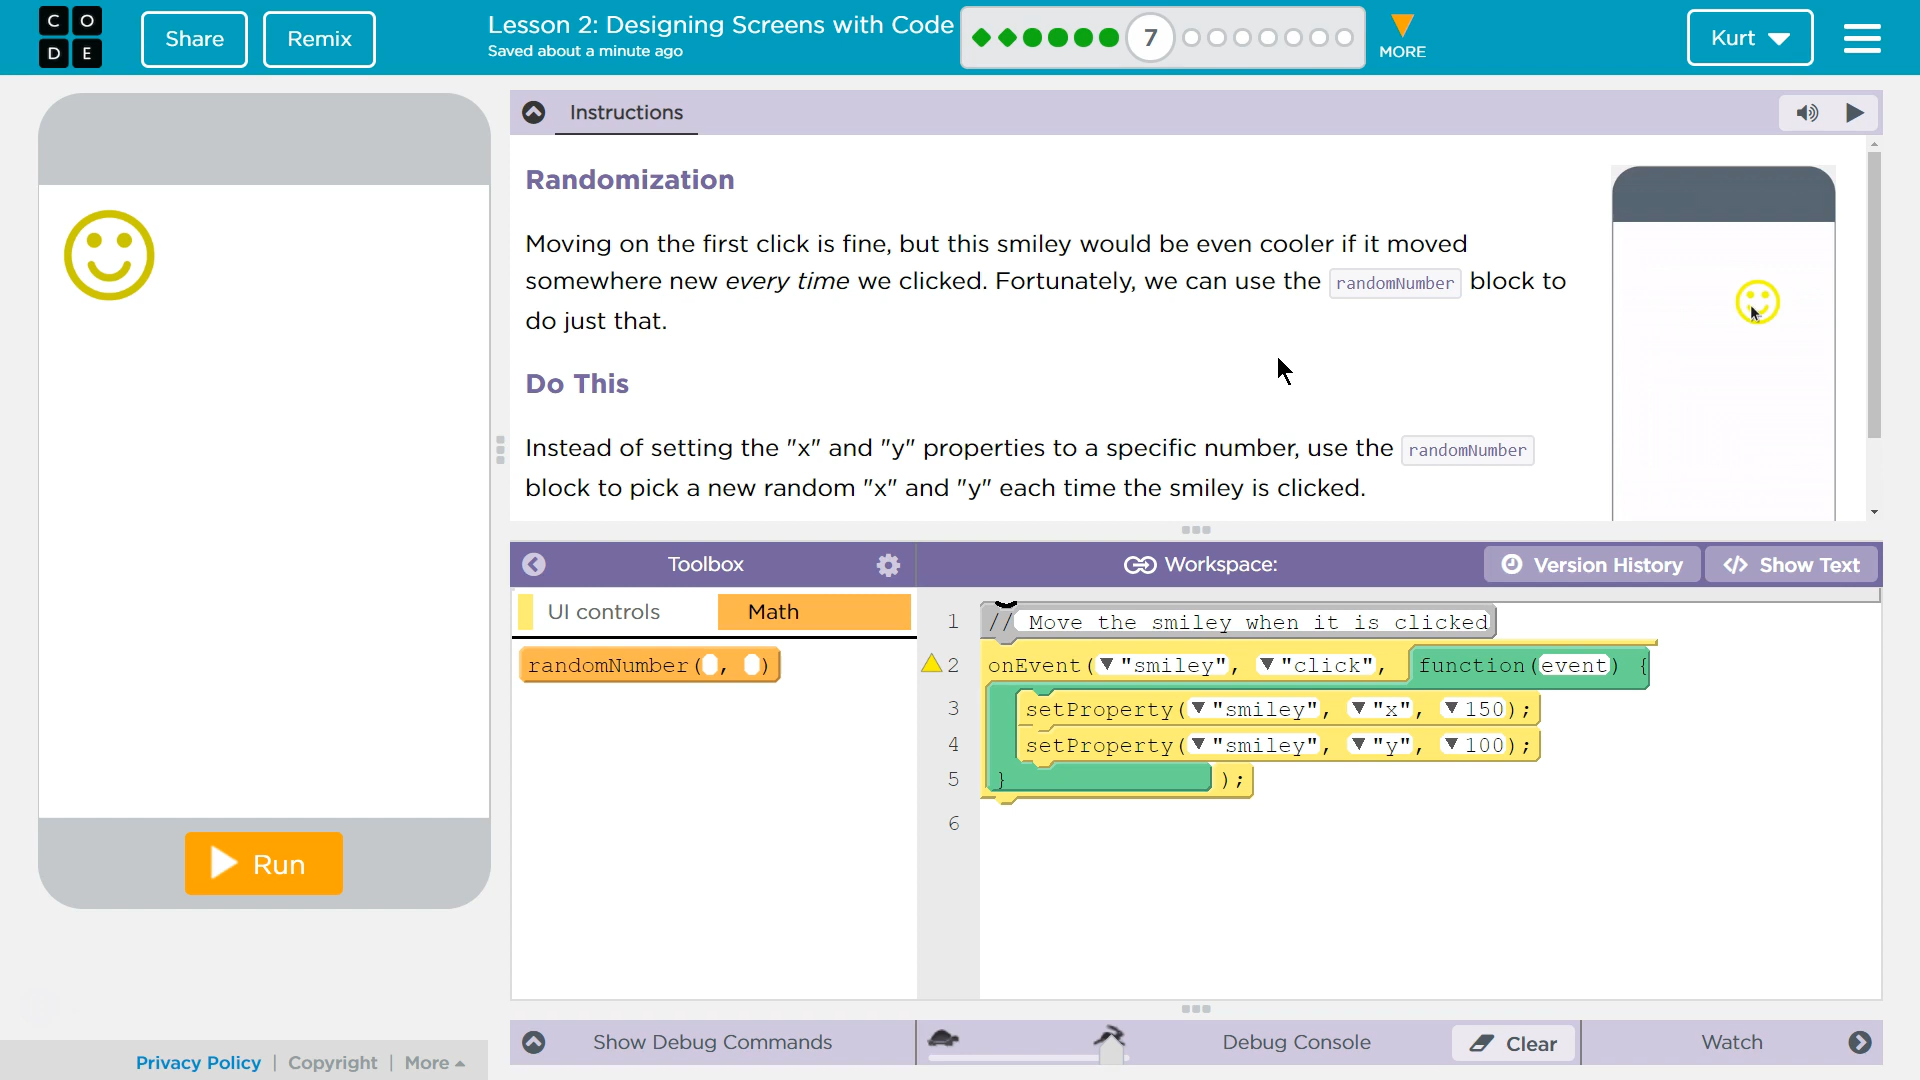 C O
D E
Share
Remix
Lesson 2: Designing Screens with Code
Saved about a minute ago
7
MORE
Kurt
Instructions
Randomization
Moving on the first click is fine, but this smiley would be even cooler if it moved
somewhere new every time we clicked. Fortunately, we can use the randomNumber block to
do just that.
Do This
Instead of setting the "x" and "y" properties to a specific number, use the randomNumber
block to pick a new random "x" and "y" each time the smiley is clicked.
Run
Toolbox
Workspace:
Version History
</> Show Text
UI controls
Math
randomNumber( , )
1 // Move the smiley when it is clicked
2 onEvent(▼"smiley", ▼"click", function(event) {
3 setProperty(▼"smiley", ▼"x", ▼150);
4 setProperty(▼"smiley", ▼"y", ▼100);
5 } );
6
Show Debug Commands
Debug Console
Clear
Watch
Privacy Policy | Copyright | More